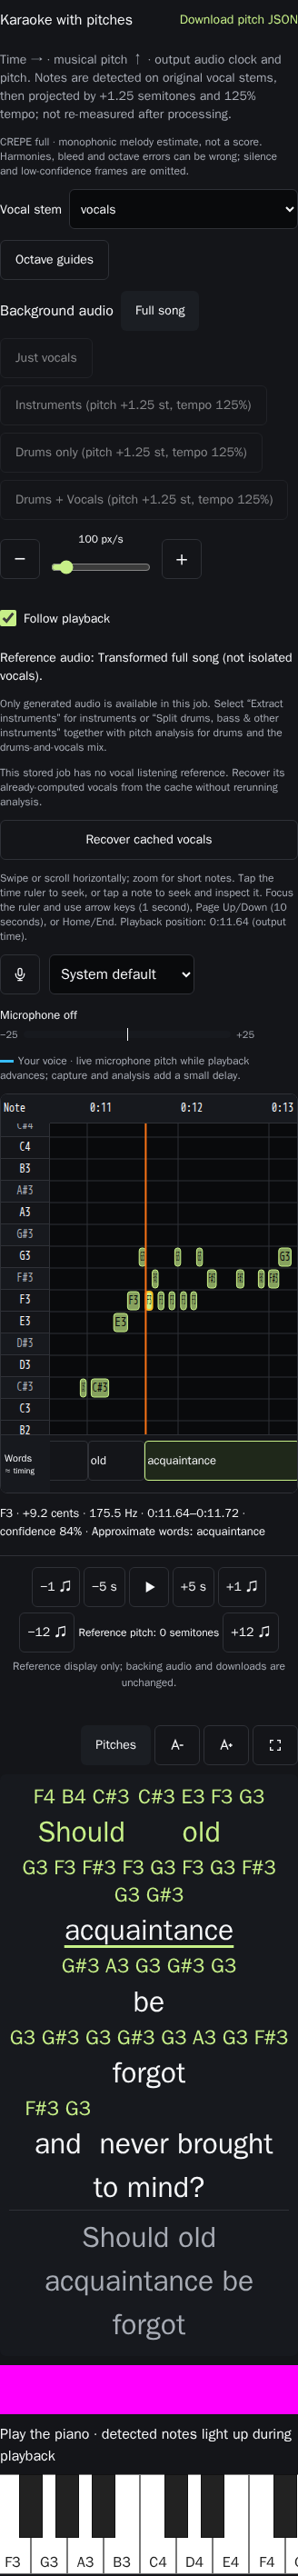 Karaoke with pitches
Download pitch JSON
Time → · musical pitch ↑ · output audio clock and
pitch. Notes are detected on original vocal stems,
then projected by +1.25 semitones and 125%
tempo; not re-measured after processing.
CREPE full · monophonic melody estimate, not a score.
Harmonies, bleed and octave errors can be wrong; silence
and low-confidence frames are omitted.
Vocal stem vocals
Octave guides
Background audio Full song
Just vocals
Instruments (pitch +1.25 st, tempo 125%)
Drums only (pitch +1.25 st, tempo 125%)
Drums + Vocals (pitch +1.25 st, tempo 125%)
100 px/s
− +
Follow playback
Reference audio: Transformed full song (not isolated
vocals).
Only generated audio is available in this job. Select "Extract
instruments" for instruments or "Split drums, bass & other
instruments" together with pitch analysis for drums and the
drums-and-vocals mix.
This stored job has no vocal listening reference. Recover its
already-computed vocals from the cache without rerunning
analysis.
Recover cached vocals
Swipe or scroll horizontally; zoom for short notes. Tap the
time ruler to seek, or tap a note to seek and inspect it. Focus
the ruler and use arrow keys (1 second), Page Up/Down (10
seconds), or Home/End. Playback position: 0:11.64 (output
time).
System default
Microphone off
−25 +25
Your voice · live microphone pitch while playback
advances; capture and analysis add a small delay.
Note 0:11 0:12 0:13
C#4
C4
B3
A#3
A3
G#3
G3 G3
F#3
F3 F3
E3 E3
D#3
D3
C#3 C#3
C3
B2
Words
≈ timing
old acquaintance
F3 · +9.2 cents · 175.5 Hz · 0:11.64–0:11.72 ·
confidence 84% · Approximate words: acquaintance
−1 ♫ −5 s ▶ +5 s +1 ♫
−12 ♫ Reference pitch: 0 semitones +12 ♫
Reference display only; backing audio and downloads are
unchanged.
Pitches A- A+
F4 B4 C#3 C#3 E3 F3 G3
Should old
G3 F3 F#3 F3 G3 F3 G3 F#3
G3 G#3
acquaintance
G#3 A3 G3 G#3 G3
be
G3 G#3 G3 G#3 G3 A3 G3 F#3
forgot
F#3 G3
and never brought
to mind?
Should old
acquaintance be
forgot
Play the piano · detected notes light up during
playback
F3 G3 A3 B3 C4 D4 E4 F4